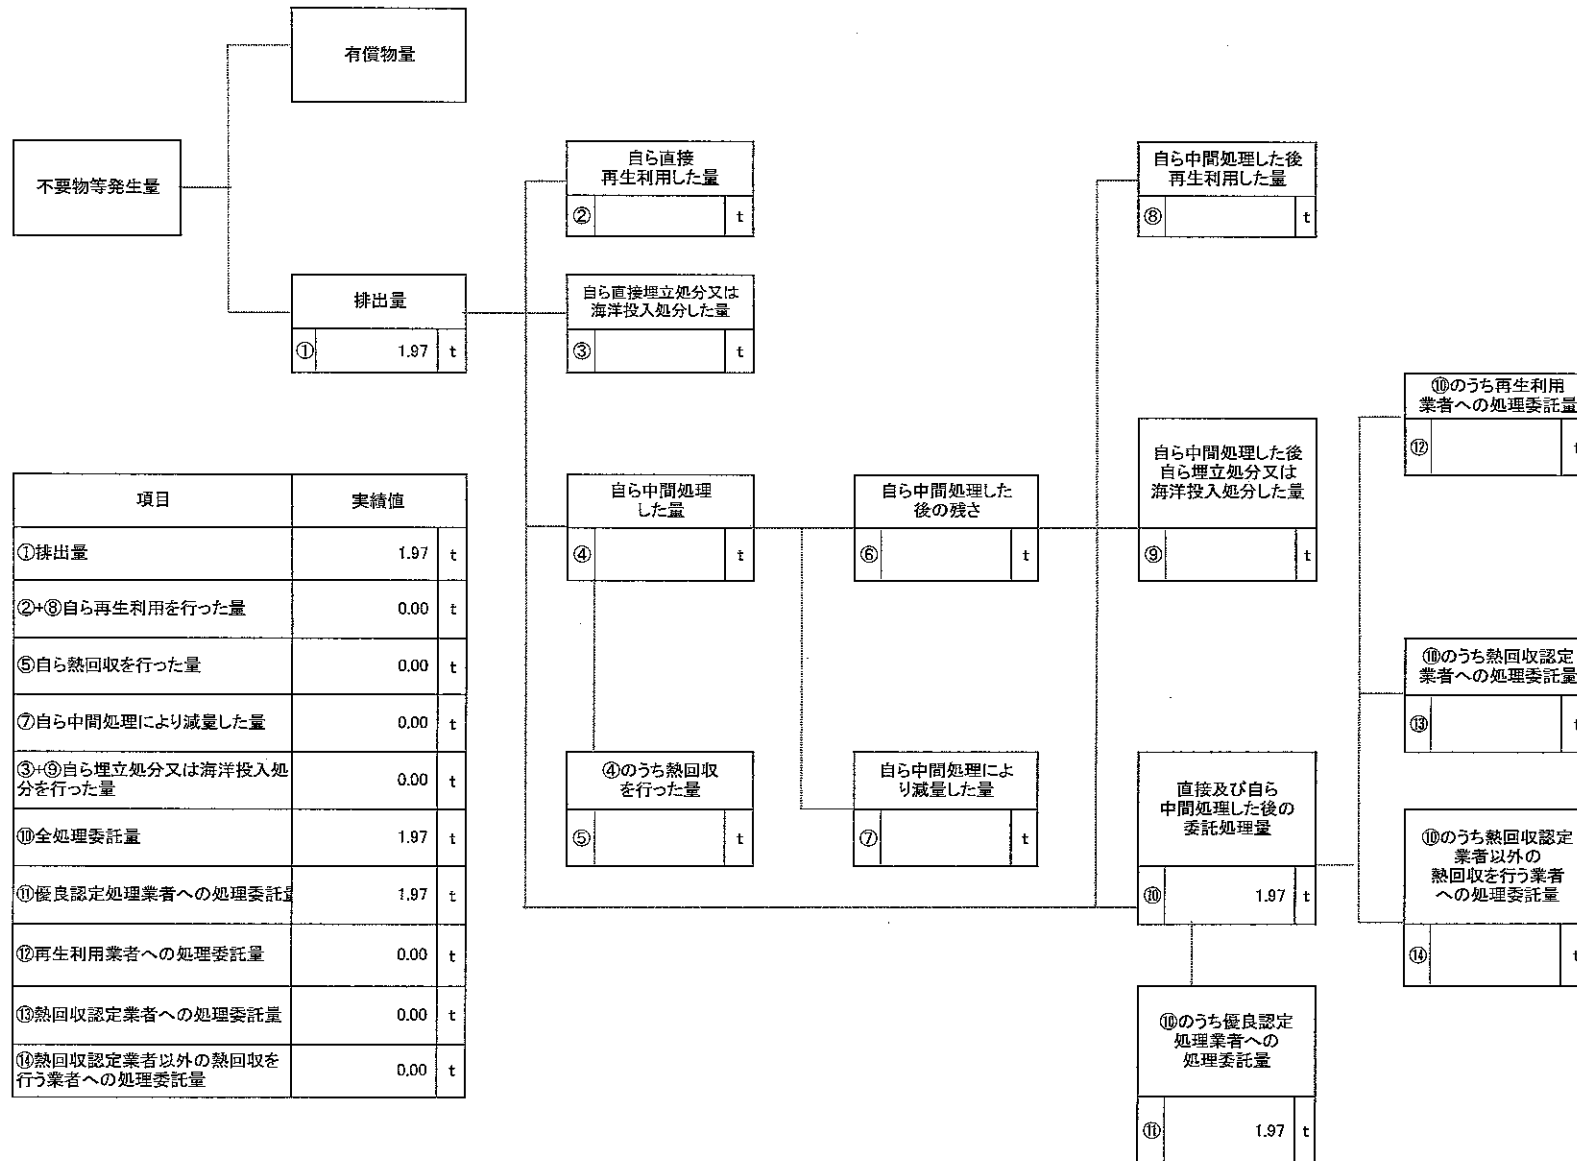 有償物量
不要物等発生量
排出量
① 1.97 t
自ら直接
再生利用した量
② t
自ら直接埋立処分又は
海洋投入処分した量
③ t
自ら中間処理
した量
④ t
④のうち熱回収
を行った量
⑤ t
自ら中間処理した
後の残さ
⑥ t
自ら中間処理によ
り減量した量
⑦ t
自ら中間処理した後
再生利用した量
⑧ t
自ら中間処理した後
自ら埋立処分又は
海洋投入処分した量
⑨ t
直接及び自ら
中間処理した後の
委託処理量
⑩ 1.97 t
⑩のうち優良認定
処理業者への
処理委託量
⑪ 1.97 t
⑩のうち再生利用
業者への処理委託量
⑫ t
⑩のうち熱回収認定
業者への処理委託量
⑬ t
⑩のうち熱回収認定
業者以外の
熱回収を行う業者
への処理委託量
⑭ t
項目 実績値
①排出量 1.97 t
②+⑧自ら再生利用を行った量 0.00 t
⑤自ら熱回収を行った量 0.00 t
⑦自ら中間処理により減量した量 0.00 t
③+⑨自ら埋立処分又は海洋投入処
分を行った量 0.00 t
⑩全処理委託量 1.97 t
⑪優良認定処理業者への処理委託量 1.97 t
⑫再生利用業者への処理委託量 0.00 t
⑬熱回収認定業者への処理委託量 0.00 t
⑭熱回収認定業者以外の熱回収を
行う業者への処理委託量 0.00 t